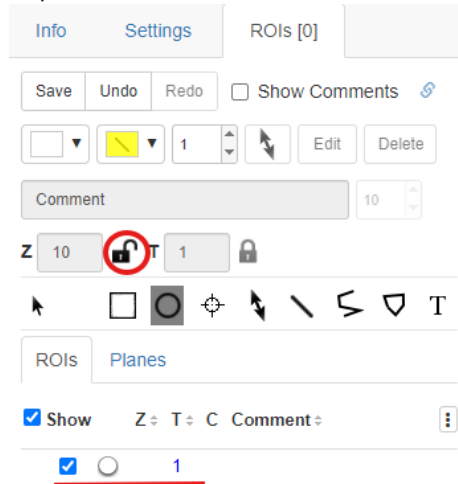 Info Settings ROIs [0]
Save Undo Redo Show Comments
1 Edit Delete
Comment 10
Z 10 T 1
T
ROIs Planes
Show Z T C Comment
1